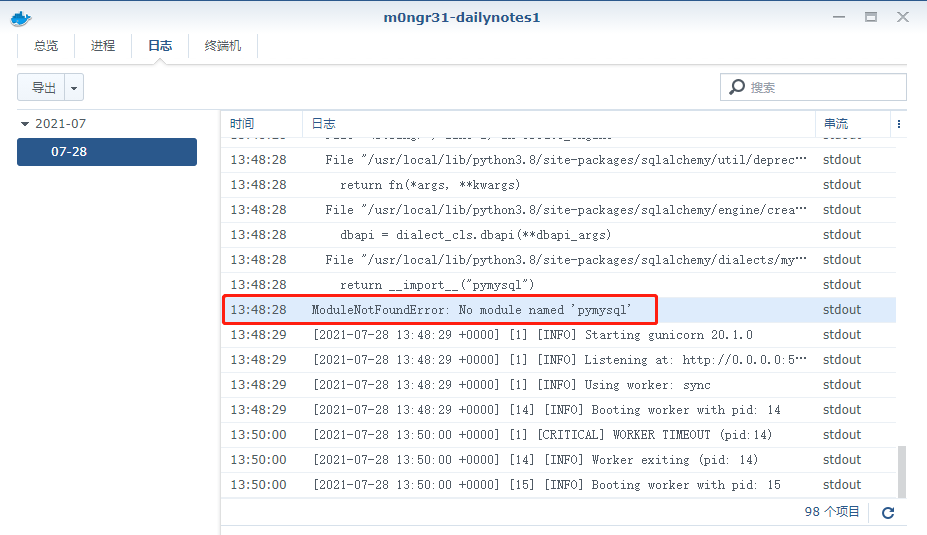 m0ngr31-dailynotes1
总览 进程 日志 终端机
导出 搜索
2021-07
07-28
时间 日志 串流
13:48:28 stdout
13:48:28 File "/usr/local/lib/python3.8/site-packages/sqlalchemy/util/deprec··· stdout
13:48:28 return fn(*args, **kwargs) stdout
13:48:28 File "/usr/local/lib/python3.8/site-packages/sqlalchemy/engine/crea··· stdout
13:48:28 dbapi = dialect_cls.dbapi(**dbapi_args) stdout
13:48:28 File "/usr/local/lib/python3.8/site-packages/sqlalchemy/dialects/my··· stdout
13:48:28 return __import__("pymysql") stdout
13:48:28 ModuleNotFoundError: No module named 'pymysql' stdout
13:48:29 [2021-07-28 13:48:29 +0000] [1] [INFO] Starting gunicorn 20.1.0 stdout
13:48:29 [2021-07-28 13:48:29 +0000] [1] [INFO] Listening at: http://0.0.0.0:5··· stdout
13:48:29 [2021-07-28 13:48:29 +0000] [1] [INFO] Using worker: sync stdout
13:48:29 [2021-07-28 13:48:29 +0000] [14] [INFO] Booting worker with pid: 14 stdout
13:50:00 [2021-07-28 13:50:00 +0000] [1] [CRITICAL] WORKER TIMEOUT (pid:14) stdout
13:50:00 [2021-07-28 13:50:00 +0000] [14] [INFO] Worker exiting (pid: 14) stdout
13:50:00 [2021-07-28 13:50:00 +0000] [15] [INFO] Booting worker with pid: 15 stdout
98 个项目